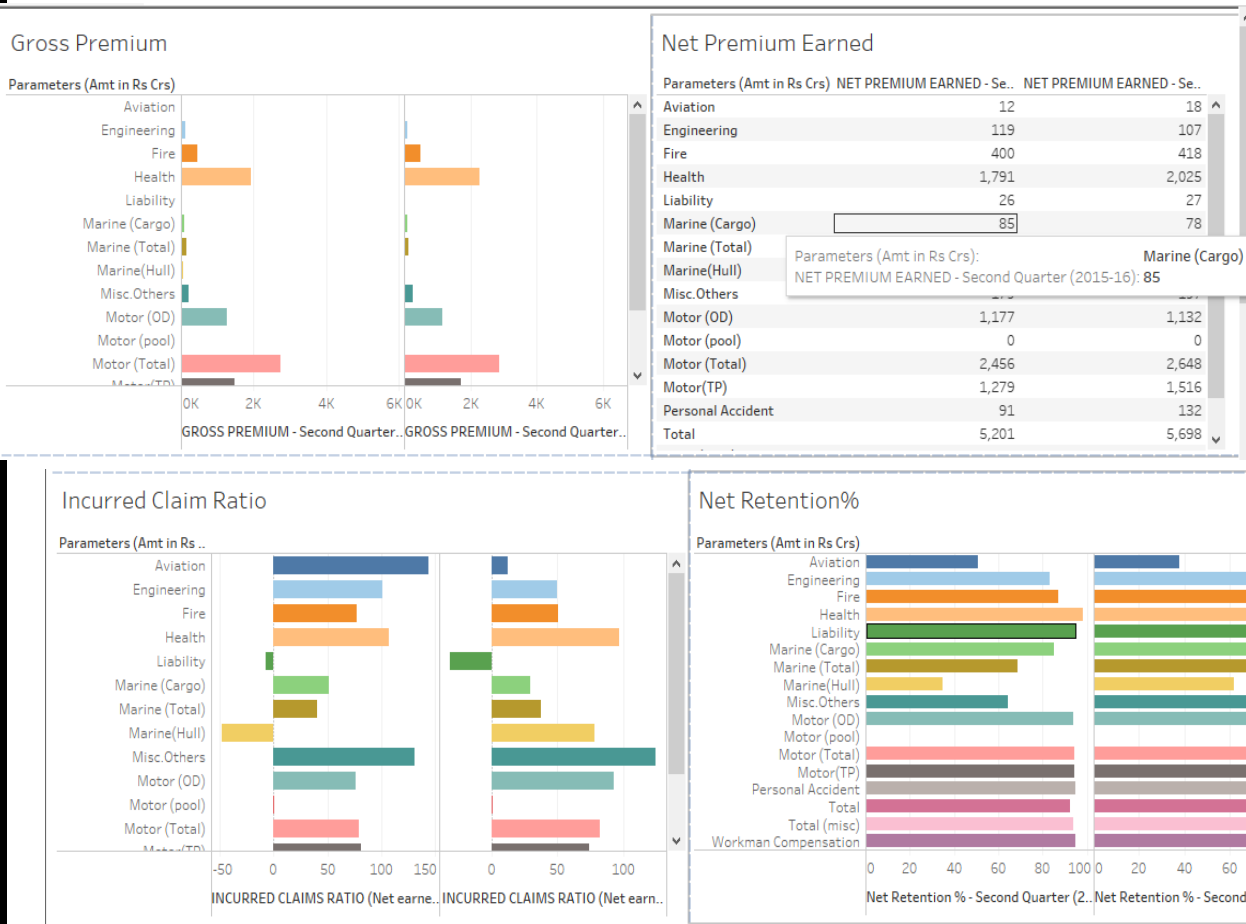 Gross Premium
Parameters (Amt in Rs Crs)
Aviation
Engineering
Fire
Health
Liability
Marine (Cargo)
Marine (Total)
Marine(Hull)
Misc.Others
Motor (OD)
Motor (pool)
Motor (Total)
Motor(TP)
0K 2K 4K 6K 0K 2K 4K 6K
GROSS PREMIUM - Second Quarter.. GROSS PREMIUM - Second Quarter..
Net Premium Earned
Parameters (Amt in Rs Crs) NET PREMIUM EARNED - Se.. NET PREMIUM EARNED - Se..
Aviation 12 18
Engineering 119 107
Fire 400 418
Health 1,791 2,025
Liability 26 27
Marine (Cargo) 85 78
Marine (Total)
Marine(Hull)
Misc.Others
Parameters (Amt in Rs Crs): Marine (Cargo)
NET PREMIUM EARNED - Second Quarter (2015-16): 85
Motor (OD) 1,177 1,132
Motor (pool) 0 0
Motor (Total) 2,456 2,648
Motor(TP) 1,279 1,516
Personal Accident 91 132
Total 5,201 5,698
Incurred Claim Ratio
Parameters (Amt in Rs ..
Aviation
Engineering
Fire
Health
Liability
Marine (Cargo)
Marine (Total)
Marine(Hull)
Misc.Others
Motor (OD)
Motor (pool)
Motor (Total)
Motor(TP)
-50 0 50 100 150 0 50 100
INCURRED CLAIMS RATIO (Net earne.. INCURRED CLAIMS RATIO (Net earn..
Net Retention%
Parameters (Amt in Rs Crs)
Aviation
Engineering
Fire
Health
Liability
Marine (Cargo)
Marine (Total)
Marine(Hull)
Misc.Others
Motor (OD)
Motor (pool)
Motor (Total)
Motor(TP)
Personal Accident
Total
Total (misc)
Workman Compensation
0 20 40 60 80 100 0 20 40 60
Net Retention % - Second Quarter (2.. Net Retention % - Second